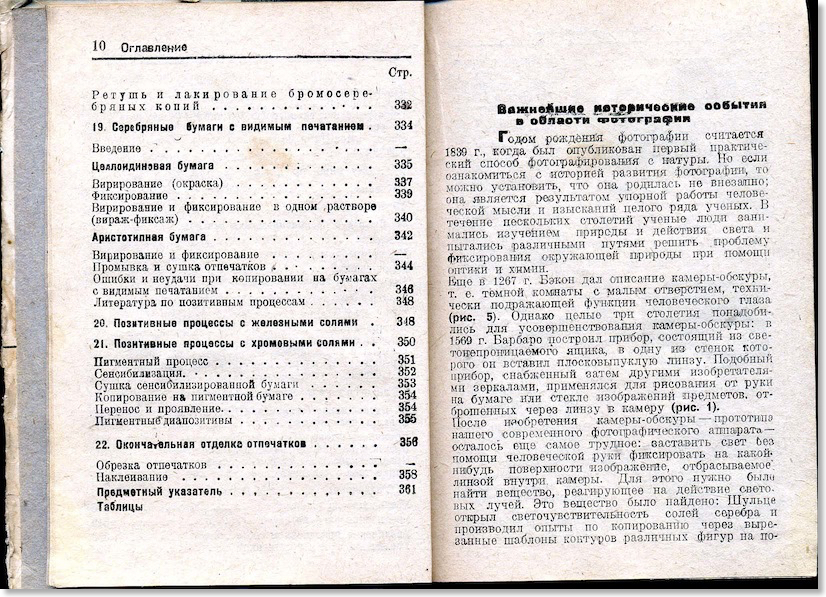 10 Оглавление
Стр.
Ретушь и лакирование бромосере-
бряных копий . . . . . . . . . . . . 332
19. Серебряные бумаги с видимым печатанием . 334
Введение . . . . . . . . . . . . . . . —
Целлоидиновая бумага . . . . . . . . . . 335
Вирирование (окраска) . . . . . . . . . . 337
Фиксирование . . . . . . . . . . . . . 339
Вирирование и фиксирование в одном растворе
(вираж-фиксаж) . . . . . . . . . . . . 340
Аристотипная бумага . . . . . . . . . . 342
Вирирование и фиксирование . . . . . . . —
Промывка и сушка отпечатков . . . . . . . 344
Ошибки и неудачи при копировании на бумагах
с видимым печатанием . . . . . . . . . . 346
Литература по позитивным процессам . . . . . 348
20. Позитивные процессы с железными солями . 348
21. Позитивные процессы с хромовыми солями . . 350
Пигментный процесс . . . . . . . . . . . 351
Сенсибилизация . . . . . . . . . . . . 352
Сушка сенсибилизированной бумаги . . . . . 353
Копирование на пигментной бумаге . . . . . 354
Перенос и проявление . . . . . . . . . . 354
Пигментные диапозитивы . . . . . . . . . 355
22. Окончательная отделка отпечатков . . . . . 356
Обрезка отпечатков . . . . . . . . . . . —
Наклеивание . . . . . . . . . . . . . 358
Предметный указатель . . . . . . . . . . 361
Таблицы
Важнейшие исторические события
в области фотографии
Годом рождения фотографии считается
1839 г., когда был опубликован первый практиче-
ский способ фотографирования с натуры. Но если
ознакомиться с историей развития фотографии, то
можно установить, что она родилась не внезапно;
она является результатом упорной работы челове-
ческой мысли и изысканий целого ряда ученых. В
течение нескольких столетий ученые люди зани-
мались изучением природы и действия света и
пытались различными путями решить проблему
фиксирования окружающей природы при помощи
оптики и химии.
Еще в 1267 г. Бэкон дал описание камеры-обскуры,
т. е. темной комнаты с малым отверстием, техни-
чески подражающей функции человеческого глаза
(рис. 5). Однако целые три столетия понадоби-
лись для усовершенствования камеры-обскуры: в
1569 г. Барбаро построил прибор, состоящий из све-
тонепроницаемого ящика, в одну из стенок кото-
рого он вставил плосковыпуклую линзу. Подобный
прибор, снабженный затем другими изобретателя-
ми зеркалами, применялся для рисования от руки
на бумаге или стекле изображений предметов, от-
брошенных через линзу в камеру (рис. 1).
После изобретения камеры-обскуры — прототипа
нашего современного фотографического аппарата —
осталось еще самое трудное: заставить свет без
помощи человеческой руки фиксировать на какой-
нибудь поверхности изображение, отбрасываемое
линзой внутри камеры. Для этого нужно было
найти вещество, реагирующее на действие свето-
вых лучей. Это вещество было найдено: Шульце
открыл светочувствительность солей серебра и
производил опыты по копированию через выре-
занные шаблоны контуров различных фигур на по-